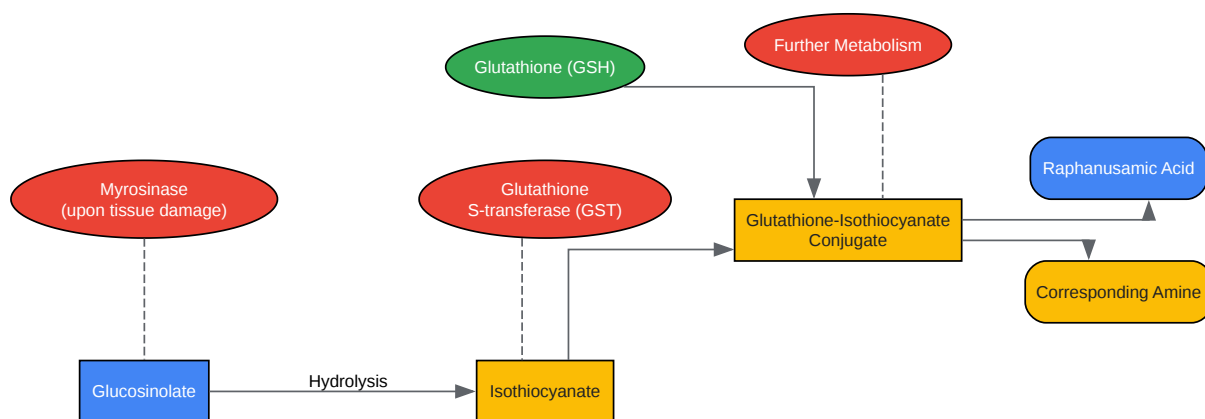 Further Metabolism
Glutathione (GSH)
Raphanusamic Acid
Myrosinase
(upon tissue damage)
Glutathione
S-transferase (GST)
Glutathione-Isothiocyanate
Conjugate
Corresponding Amine
Hydrolysis
Glucosinolate
Isothiocyanate